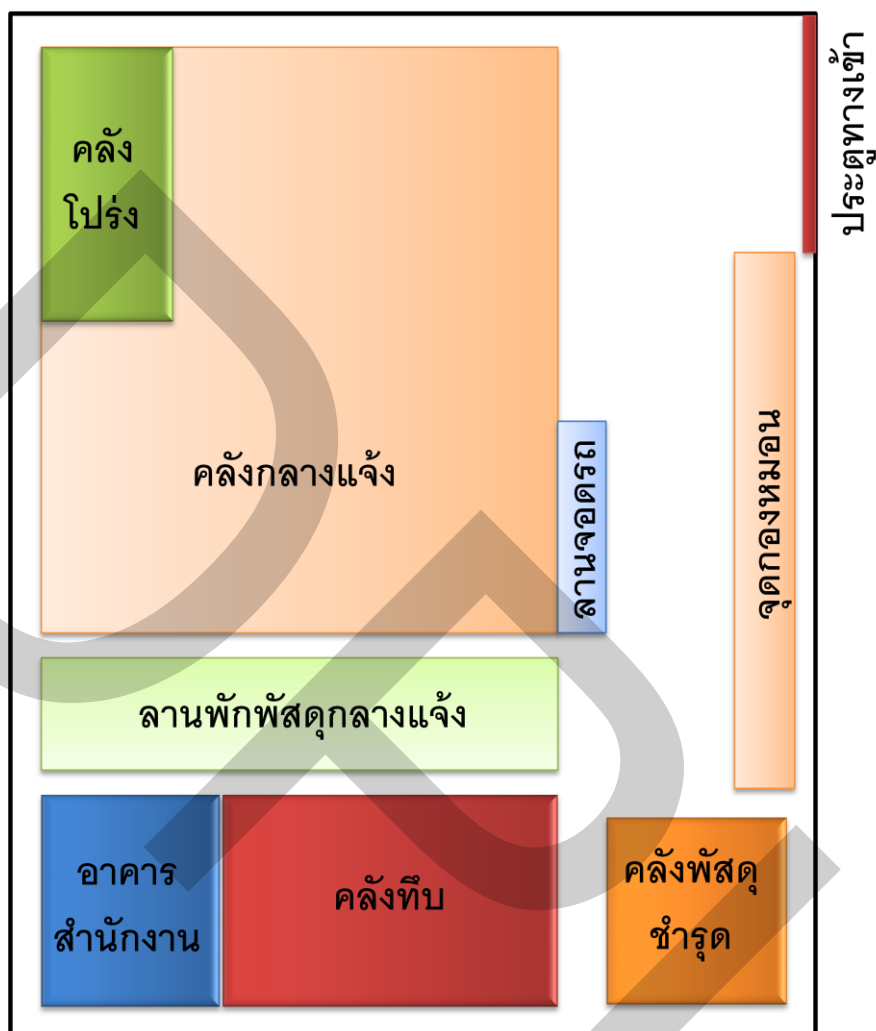 ประตูทางเข้า
คลัง
โปร่ง
คลังกลางแจ้ง
ลานจอดรถ
จุดกองหมอน
ลานพักพัสดุกลางแจ้ง
อาคาร
สำนักงาน
คลังทึบ
คลังพัสดุ
ชำรุด